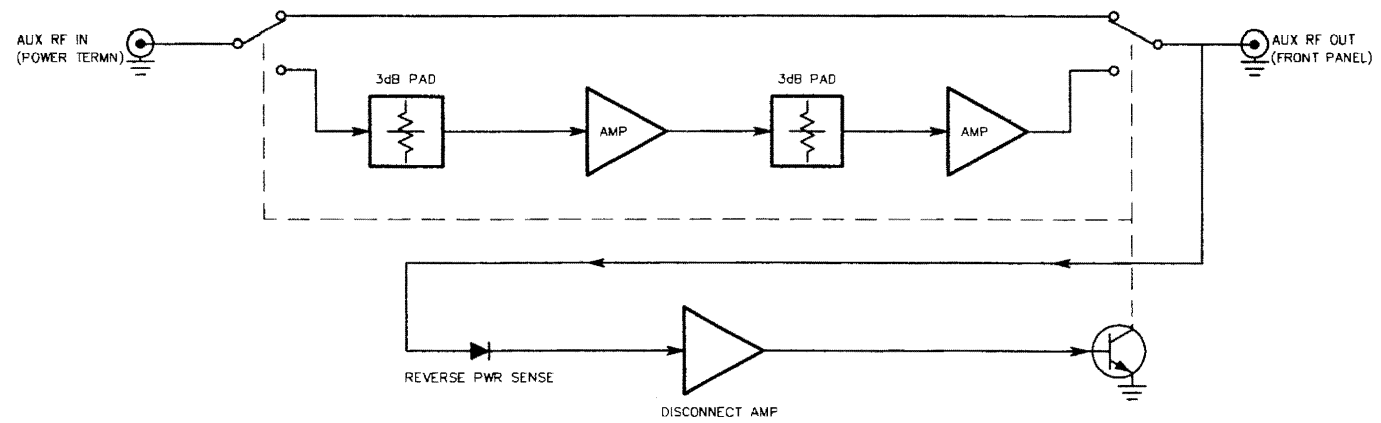 AUX RF IN
(POWER TERMN)
3dB PAD
AMP
3dB PAD
AMP
AUX RF OUT
(FRONT PANEL)
REVERSE PWR SENSE
DISCONNECT AMP